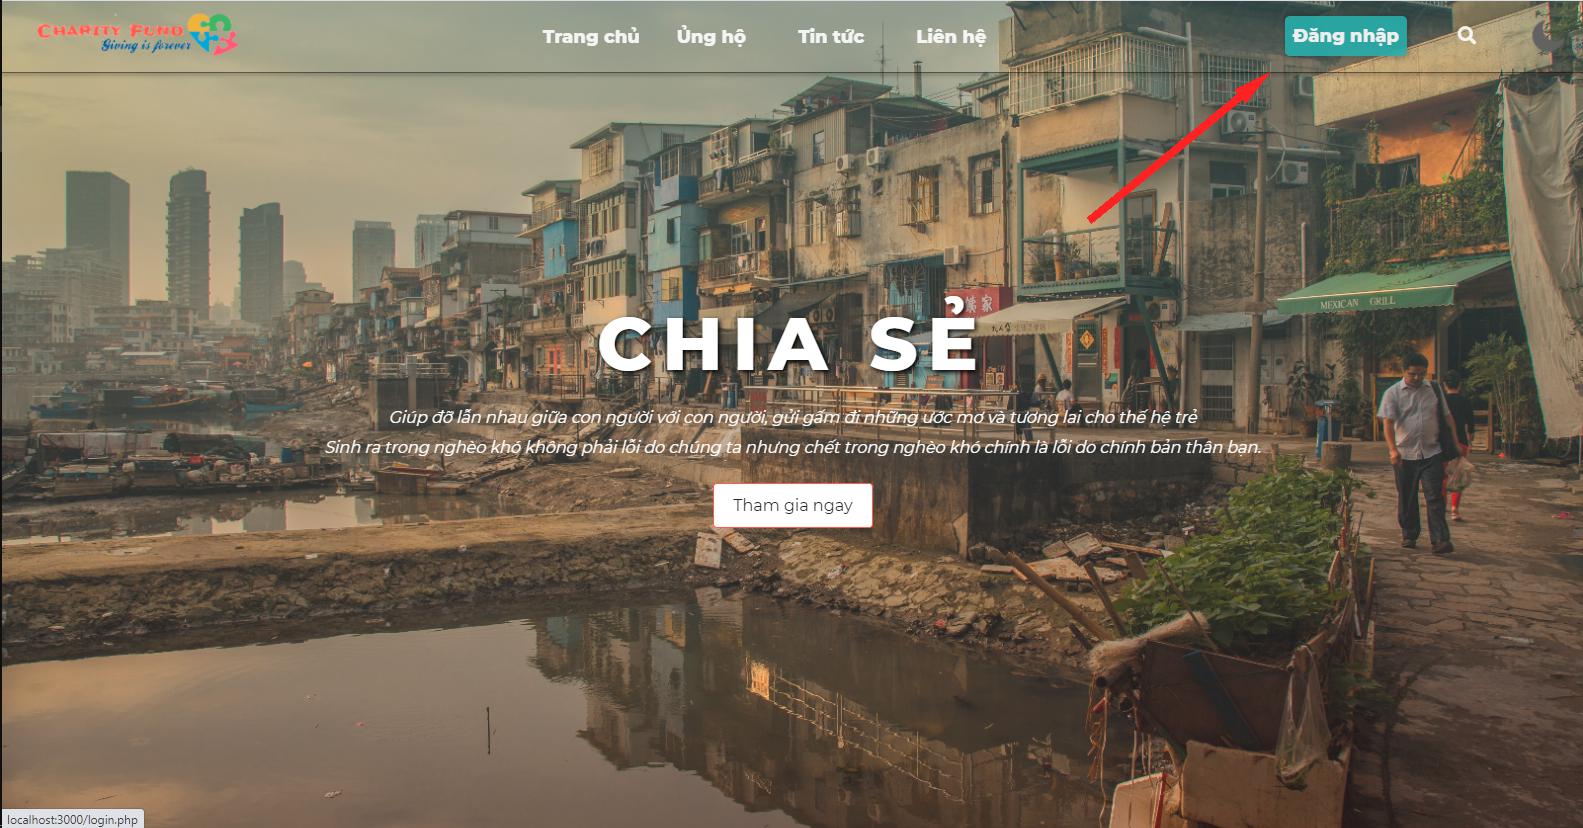 CHARITY FUND
Giving is forever
Trang chủ
Ủng hộ
Tin tức
Liên hệ
Đăng nhập
MEXICAN GRILL
CHIA SẺ
Giúp đỡ lẫn nhau giữa con người với con người, gửi gấm đi những ước mơ và tương lai cho thế hệ trẻ
Sinh ra trong nghèo khó không phải lỗi do chúng ta nhưng chết trong nghèo khó chính là lỗi do chính bản thân bạn.
Tham gia ngay
localhost:3000/login.php